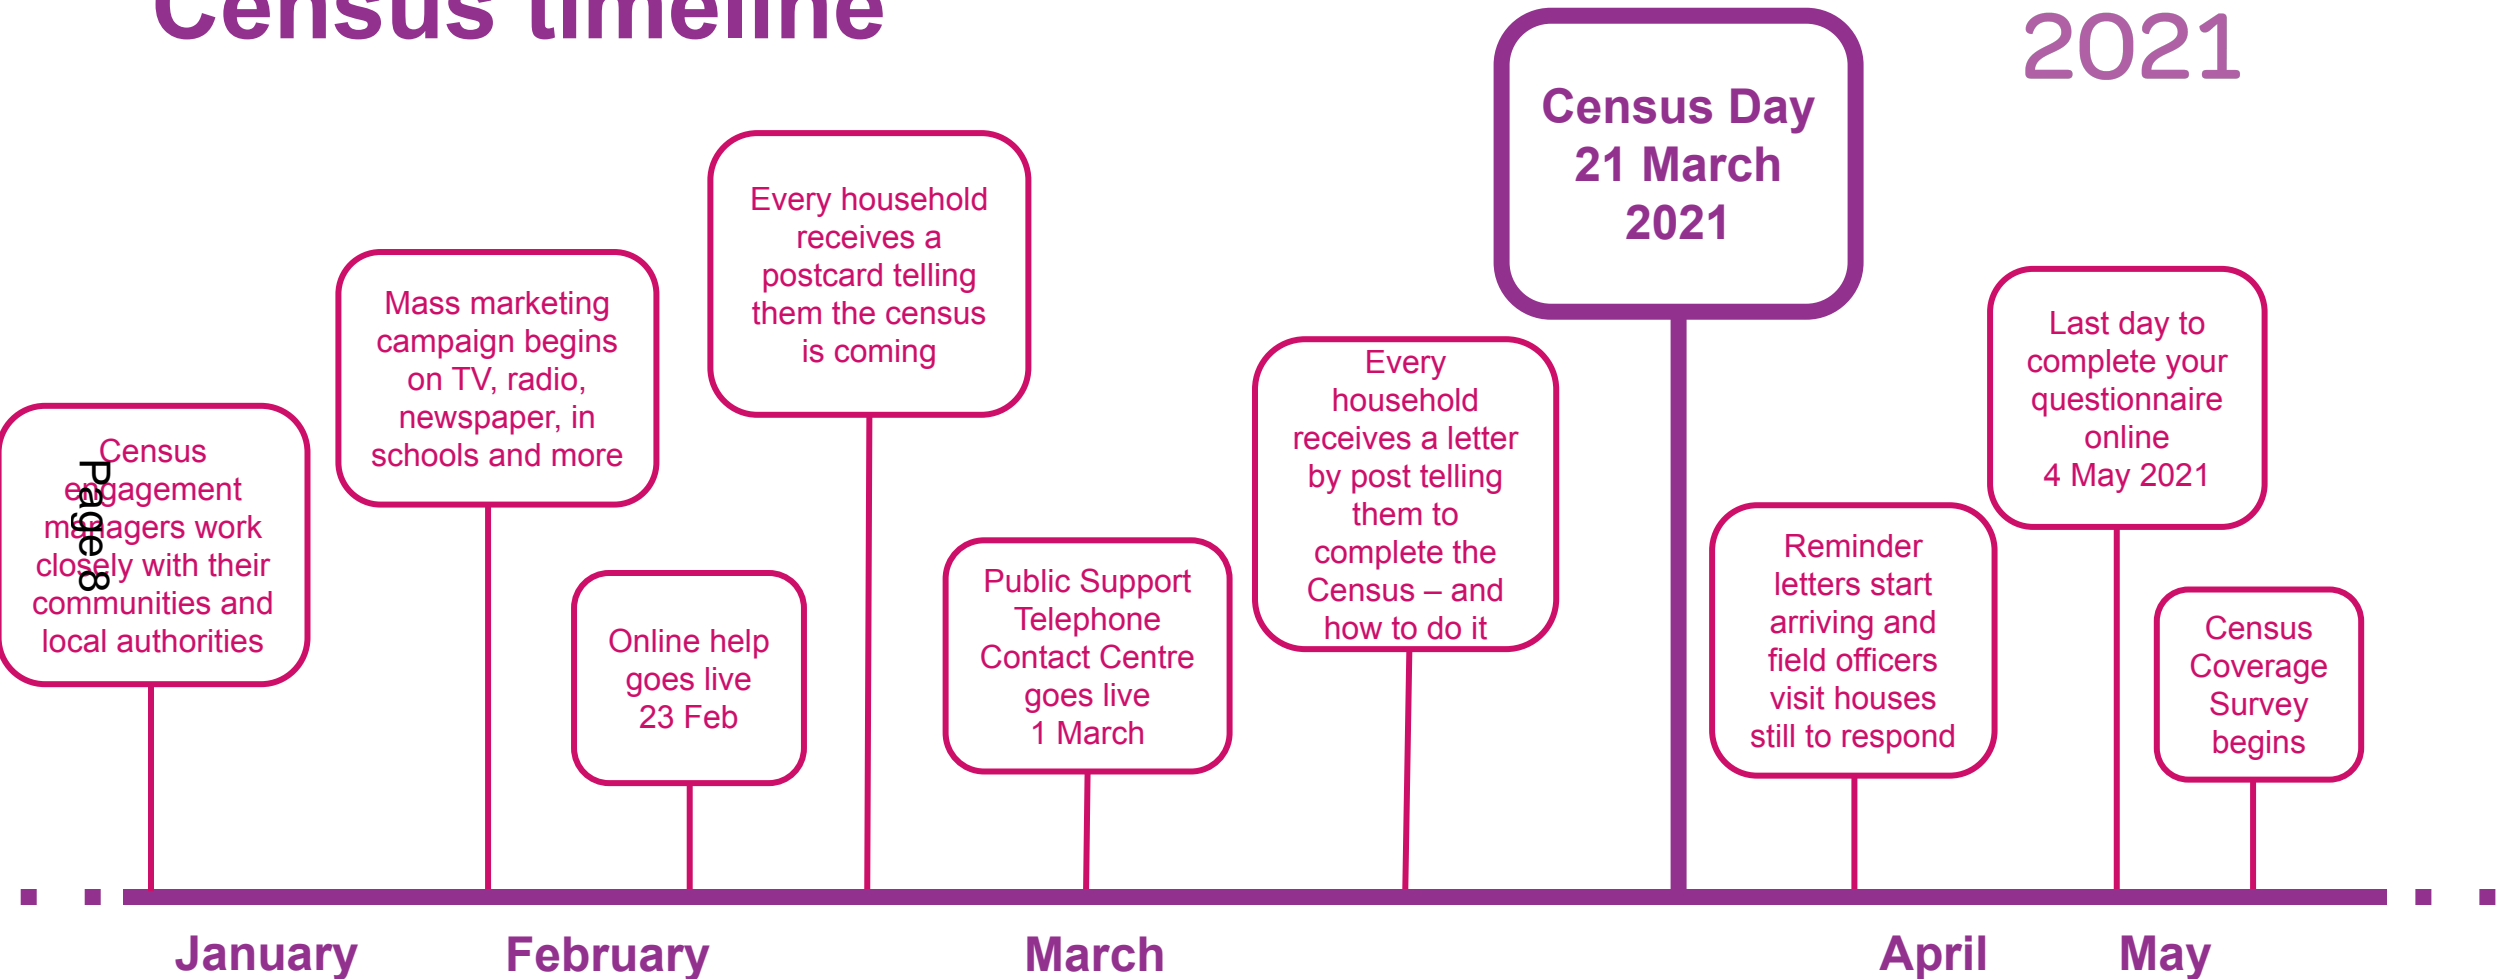 Census timeline
2021
Census Day
21 March
2021
Every household
receives a
postcard telling
them the census
is coming
Mass marketing
campaign begins
on TV, radio,
newspaper, in
schools and more
Last day to
complete your
questionnaire
online
4 May 2021
Every
household
receives a letter
by post telling
them to
complete the
Census – and
how to do it
Census
engagement
managers work
closely with their
communities and
local authorities
Page 8
Reminder
letters start
arriving and
field officers
visit houses
still to respond
Public Support
Telephone
Contact Centre
goes live
1 March
Online help
goes live
23 Feb
Census
Coverage
Survey
begins
January
February
March
April
May